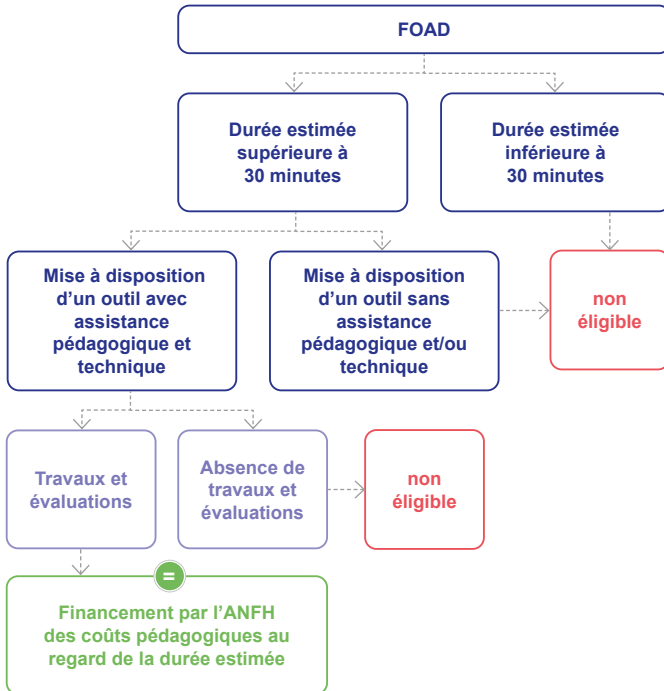 FOAD
Durée estimée
supérieure à
30 minutes
Durée estimée
inférieure à
30 minutes
Mise à disposition
d’un outil avec
assistance
pédagogique et
technique
Mise à disposition
d’un outil sans
assistance
pédagogique et/ou
technique
non
éligible
Travaux et
évaluations
Absence de
travaux et
évaluations
non
éligible
=
Financement par l’ANFH
des coûts pédagogiques au
regard de la durée estimée